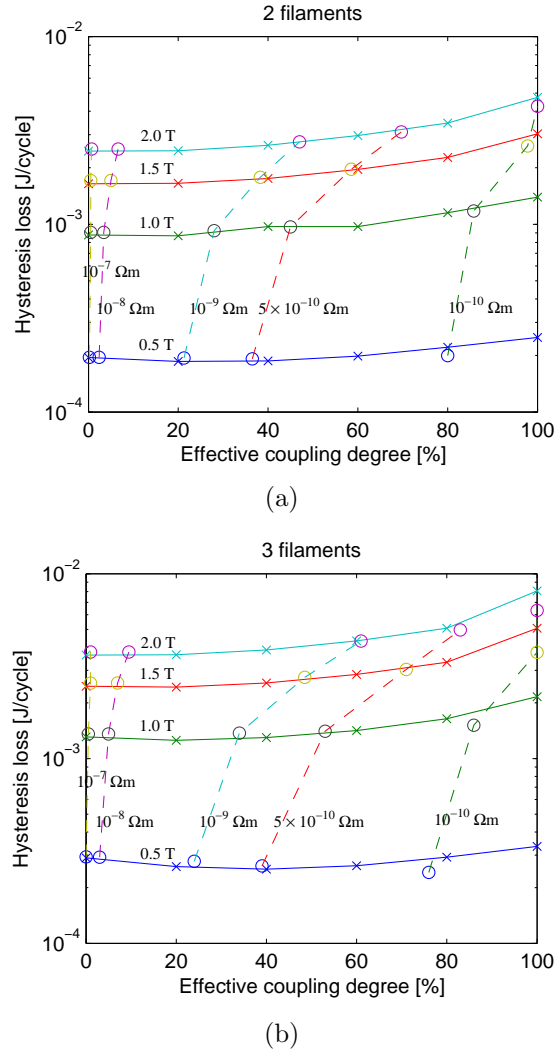 2 filaments
10⁻²
2.0 T
1.5 T
10⁻³
1.0 T
10⁻⁷ Ωm
10⁻⁸ Ωm
10⁻⁹ Ωm
5×10⁻¹⁰ Ωm
10⁻¹⁰ Ωm
0.5 T
10⁻⁴
Hysteresis loss [J/cycle]
0 20 40 60 80 100
Effective coupling degree [%]
(a)
3 filaments
10⁻²
2.0 T
1.5 T
1.0 T
10⁻³
10⁻⁷ Ωm
10⁻⁸ Ωm
10⁻⁹ Ωm
5×10⁻¹⁰ Ωm
10⁻¹⁰ Ωm
0.5 T
10⁻⁴
Hysteresis loss [J/cycle]
0 20 40 60 80 100
Effective coupling degree [%]
(b)